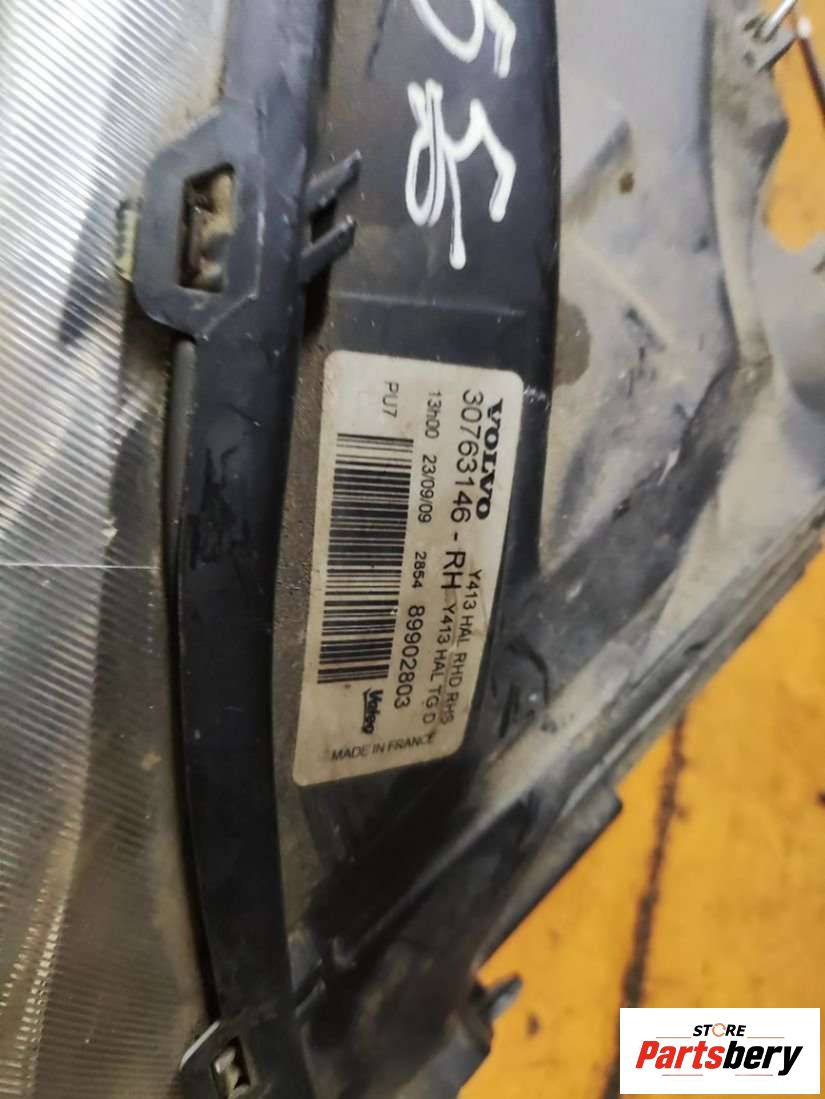 55
VOLVO
30763146 - RH
Y413 HAL RHD RHS
Y413 HAL TG D
13h00 23/09/09 2854 89902803
PU7
Valeo
MADE IN FRANCE
STORE
Partsbery